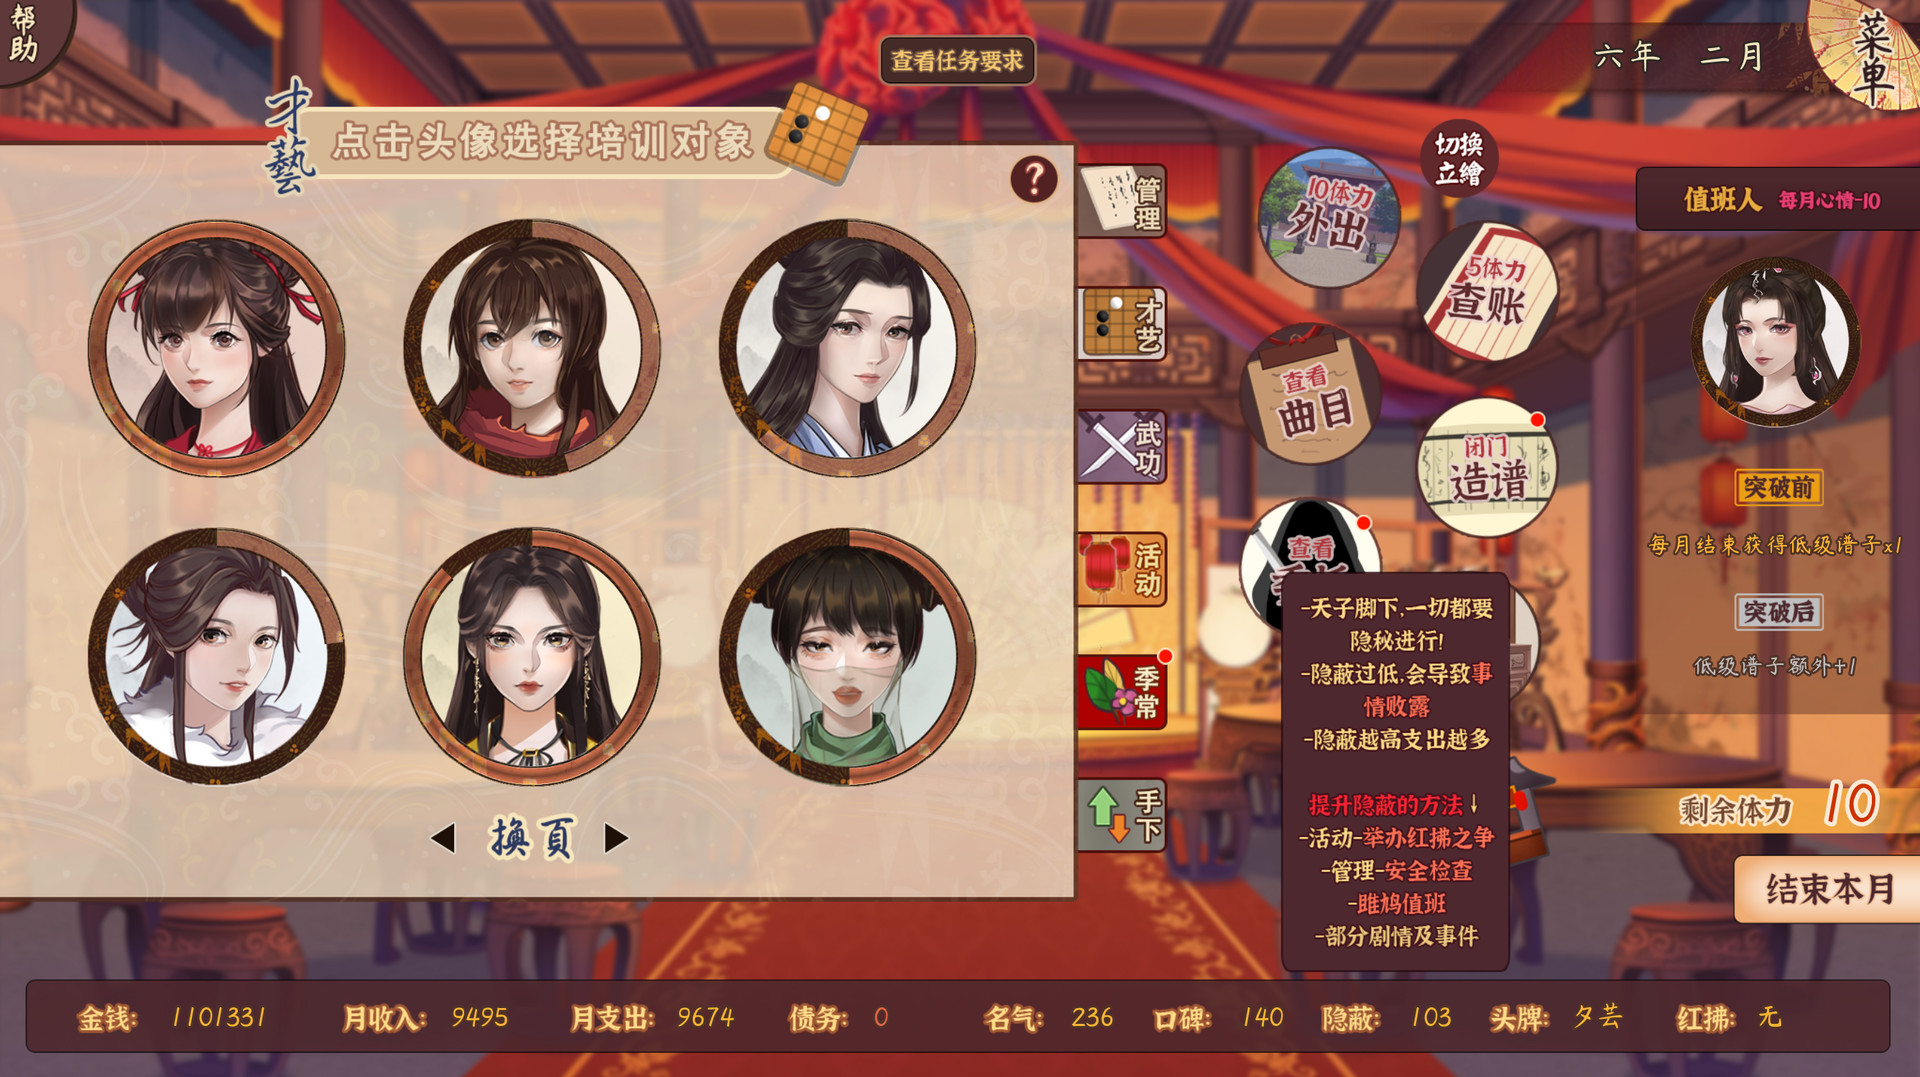 帮助
查看任务要求
六年 二月
菜单
才藝
点击头像选择培训对象
?
管理
才艺
武功
活动
季常
手下
切换
立繪
10体力
外出
5体力
查账
查看
曲目
闭门
造谱
查看
值班人 每月心情-10
突破前
每月结束获得低级谱子x1
突破后
低级谱子额外+1
-天子脚下,一切都要
隐秘进行!
-隐蔽过低,会导致事
情败露
-隐蔽越高支出越多
提升隐蔽的方法↓
-活动-举办红拂之争
-管理-安全检查
-雎鸠值班
-部分剧情及事件
換頁
剩余体力 10
结束本月
金钱: 1101331 月收入: 9495 月支出: 9674 债务: 0 名气: 236 口碑: 140 隐蔽: 103 头牌: 夕芸 红拂: 无